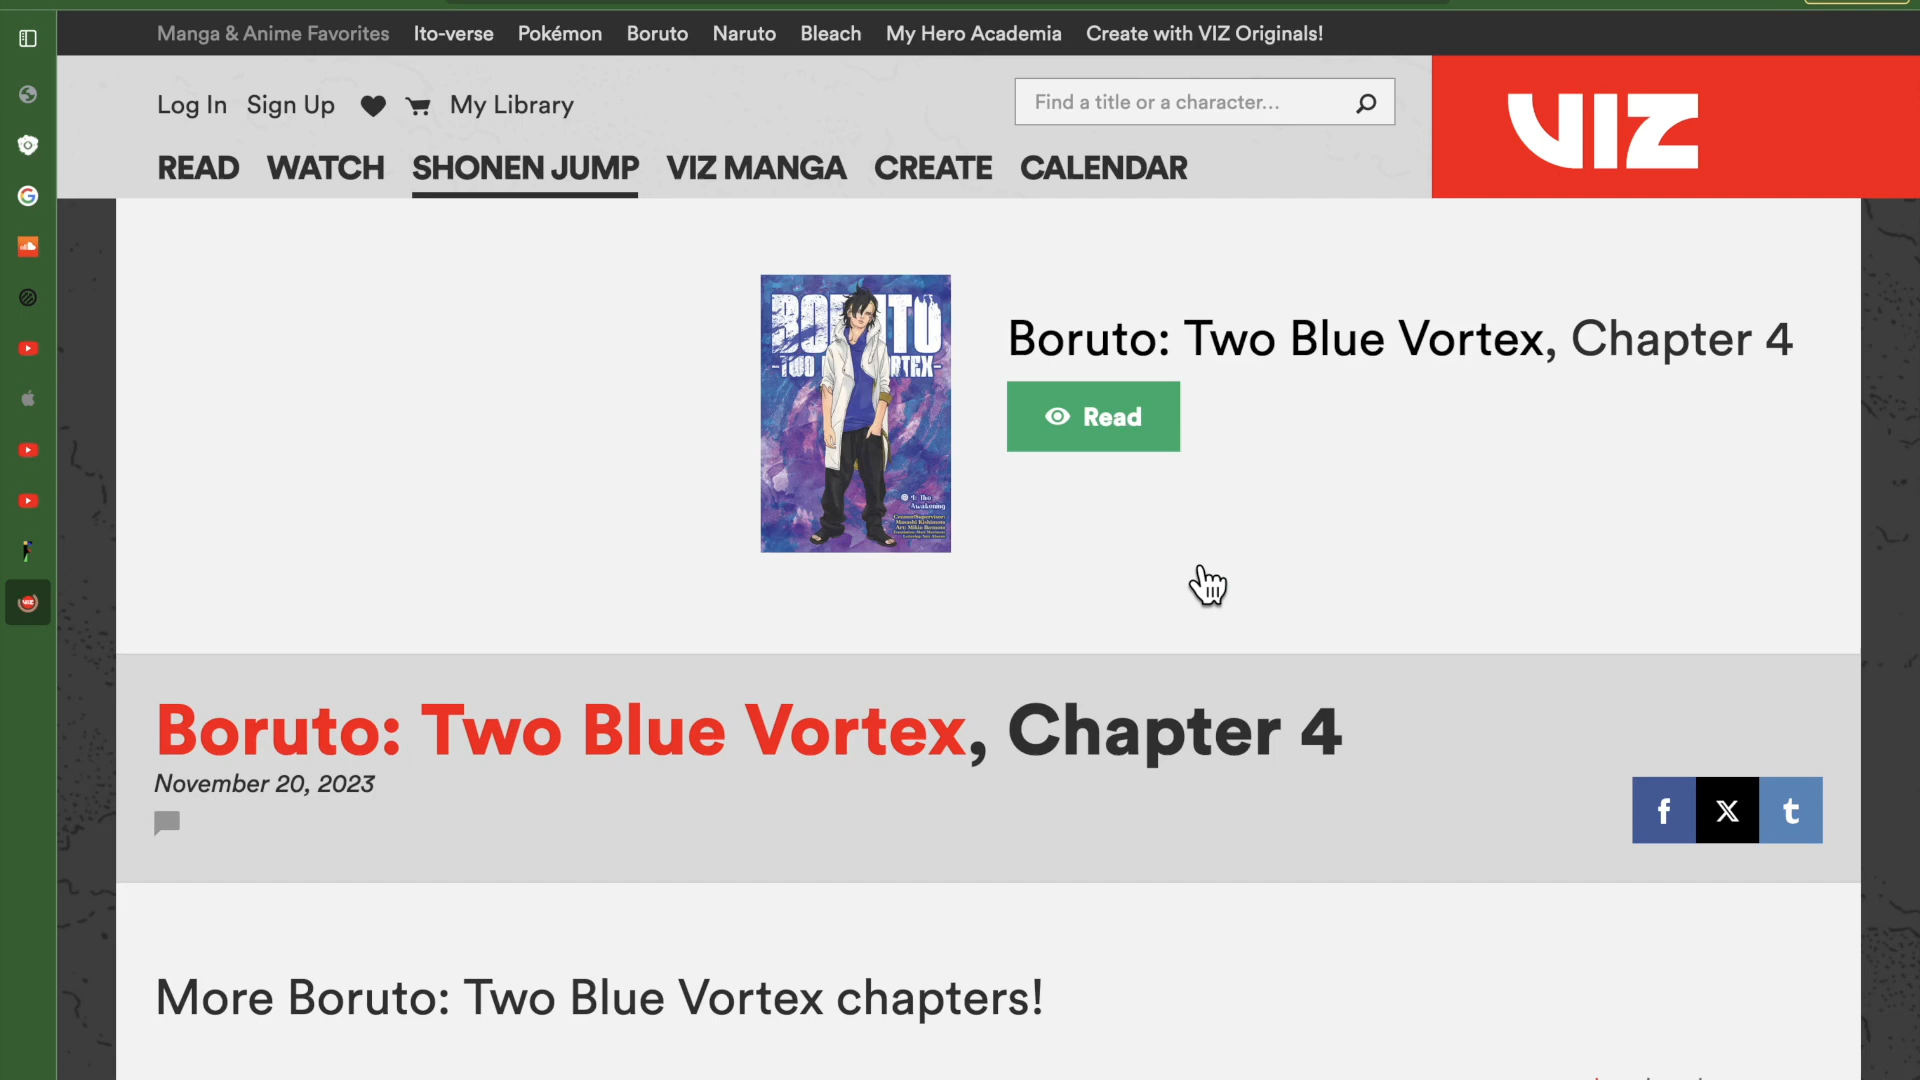 Manga & Anime Favorites Ito-verse Pokémon Boruto Naruto Bleach My Hero Academia Create with VIZ Originals!
Log In Sign Up My Library
Find a title or a character...
VIZ
READ WATCH SHONEN JUMP VIZ MANGA CREATE CALENDAR
BORUTO
-TWO VORTEX-
4: The
Awakening
Boruto: Two Blue Vortex, Chapter 4
Read
Boruto: Two Blue Vortex, Chapter 4
November 20, 2023
f X t
More Boruto: Two Blue Vortex chapters!